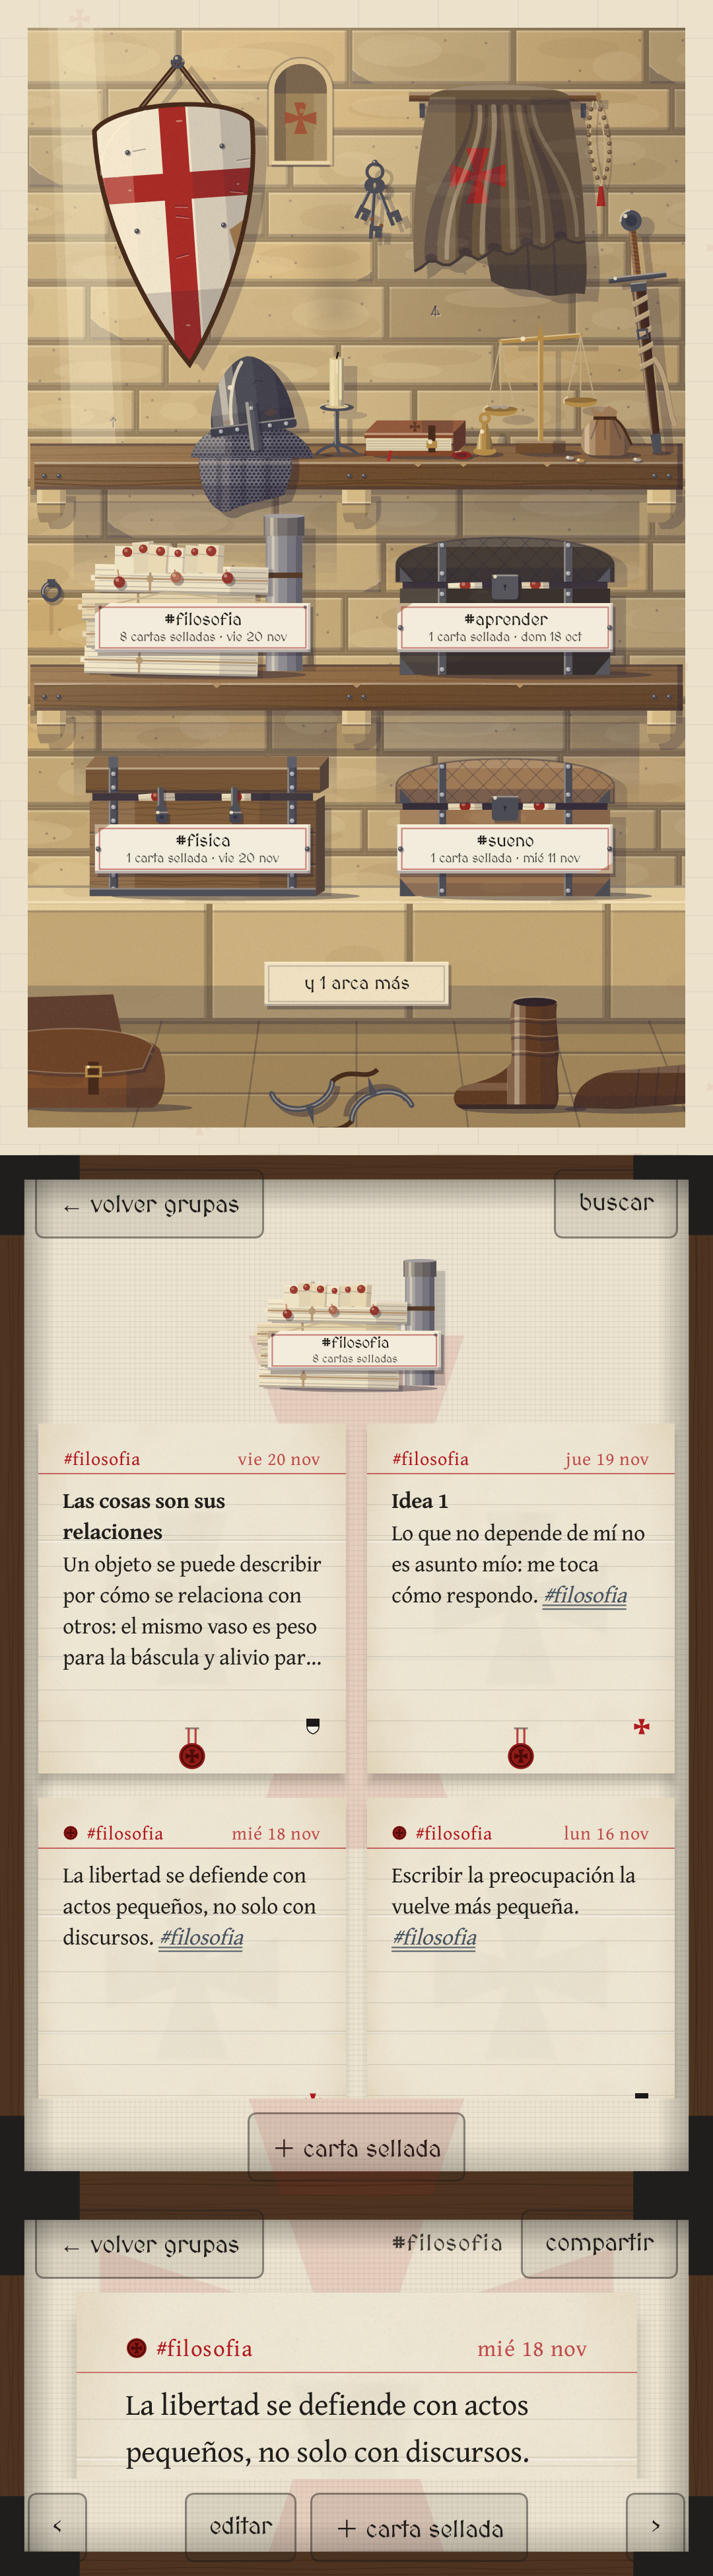 #filosofia
8 cartas selladas · vie 20 nov
#aprender
1 carta sellada · dom 18 oct
#fisica
1 carta sellada · vie 20 nov
#sueno
1 carta sellada · mié 11 nov
y 1 arca más
← volver grupas
buscar
#filosofia
8 cartas selladas
#filosofia vie 20 nov
Las cosas son sus
relaciones
Un objeto se puede describir
por cómo se relaciona con
otros: el mismo vaso es peso
para la báscula y alivio par...
#filosofia jue 19 nov
Idea 1
Lo que no depende de mí no
es asunto mío: me toca
cómo respondo. #filosofia
#filosofia mié 18 nov
La libertad se defiende con
actos pequeños, no solo con
discursos. #filosofia
#filosofia lun 16 nov
Escribir la preocupación la
vuelve más pequeña.
#filosofia
+ carta sellada
← volver grupas
#filosofia
compartir
#filosofia mié 18 nov
La libertad se defiende con actos
pequeños, no solo con discursos.
‹
editar
+ carta sellada
›